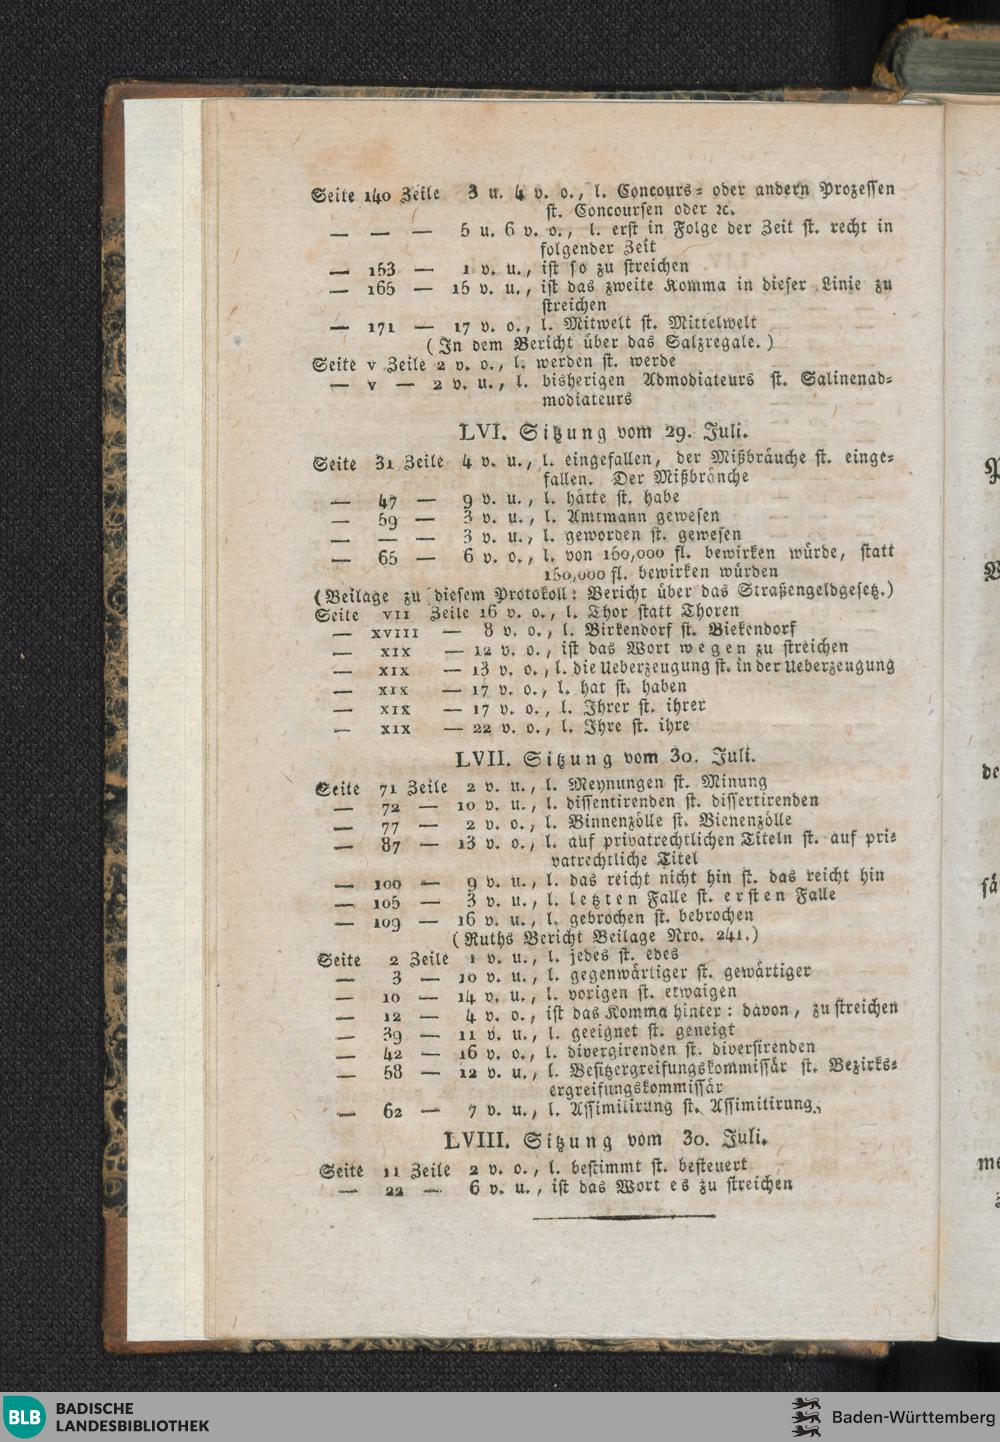 Seite 140 Zeile 3 u. 4 v. o., l. Concours- oder andern Prozessen
st. Concoursen oder ꝛc.
— — — 5 u. 6 v. o., l. erst in Folge der Zeit st. recht in
folgender Zeit
— 153 — 1 v. u., ist so zu streichen
— 165 — 15 v. u., ist das zweite Komma in dieser Linie zu
streichen
— 171 — 17 v. o., l. Mitwelt st. Mittelwelt
(In dem Bericht über das Salzregale.)
Seite V Zeile 2 v. o., l. werden st. werde
— V — 2 v. u., l. bisherigen Admodiateurs st. Salinenad-
modiateurs
LVI. Sitzung vom 29. Juli.
Seite 31 Zeile 4 v. u., l. eingefallen, der Mißbräuche st. einge-
fallen. Der Mißbränche
— 47 — 9 v. u., l. hätte st. habe
— 59 — 3 v. u., l. Amtmann gewesen
— — — 3 v. u., l. geworden st. gewesen
— 65 — 6 v. o., l. von 160,000 fl. bewirken würde, statt
150,000 fl. bewirken würden
(Beilage zu diesem Protokoll: Bericht über das Straßengeldgesetz.)
Seite VII Zeile 16 v. o., l. Thor statt Thoren
— XVIII — 8 v. o., l. Birkendorf st. Biekendorf
— XIX — 12 v. o., ist das Wort wegen zu streichen
— XIX — 13 v. o., l. die Ueberzeugung st. in der Ueberzeugung
— XIX — 17 v. o., l. hat st. haben
— XIX — 17 v. o., l. Ihrer st. ihrer
— XIX — 22 v. o., l. Ihre st. ihre
LVII. Sitzung vom 30. Juli.
Seite 71 Zeile 2 v. u., l. Meynungen st. Minung
— 72 — 10 v. u., l. dissentirenden st. dissertirenden
— 77 — 2 v. o., l. Binnenzölle st. Bienenzölle
— 87 — 13 v. o., l. auf privatrechtlichen Titeln st. auf pri-
vatrechtliche Titel
— 100 — 9 v. u., l. das reicht nicht hin st. das reicht hin
— 105 — 3 v. u., l. letzten Falle st. ersten Falle
— 109 — 16 v. u., l. gebrochen st. bebrochen
(Ruths Bericht Beilage Nro. 241.)
Seite 2 Zeile 1 v. u., l. jedes st. edes
— 3 — 10 v. u., l. gegenwärtiger st. gewärtiger
— 10 — 14 v. u., l. vorigen st. etwaigen
— 12 — 4 v. o., ist das Komma hinter: davon, zu streichen
— 39 — 11 v. u., l. geeignet st. geneigt
— 42 — 16 v. o., l. divergirenden st. diversirenden
— 58 — 12 v. u., l. Besitzergreifungskommissär st. Bezirks-
ergreifungskommissär
— 62 — 7 v. u., l. Assimilirung st. Assimitirung.
LVIII. Sitzung vom 30. Juli.
Seite 11 Zeile 2 v. o., l. bestimmt st. besteuert
— 22 — 6 v. u., ist das Wort es zu streichen
BLB BADISCHE
LANDESBIBLIOTHEK
Baden-Württemberg